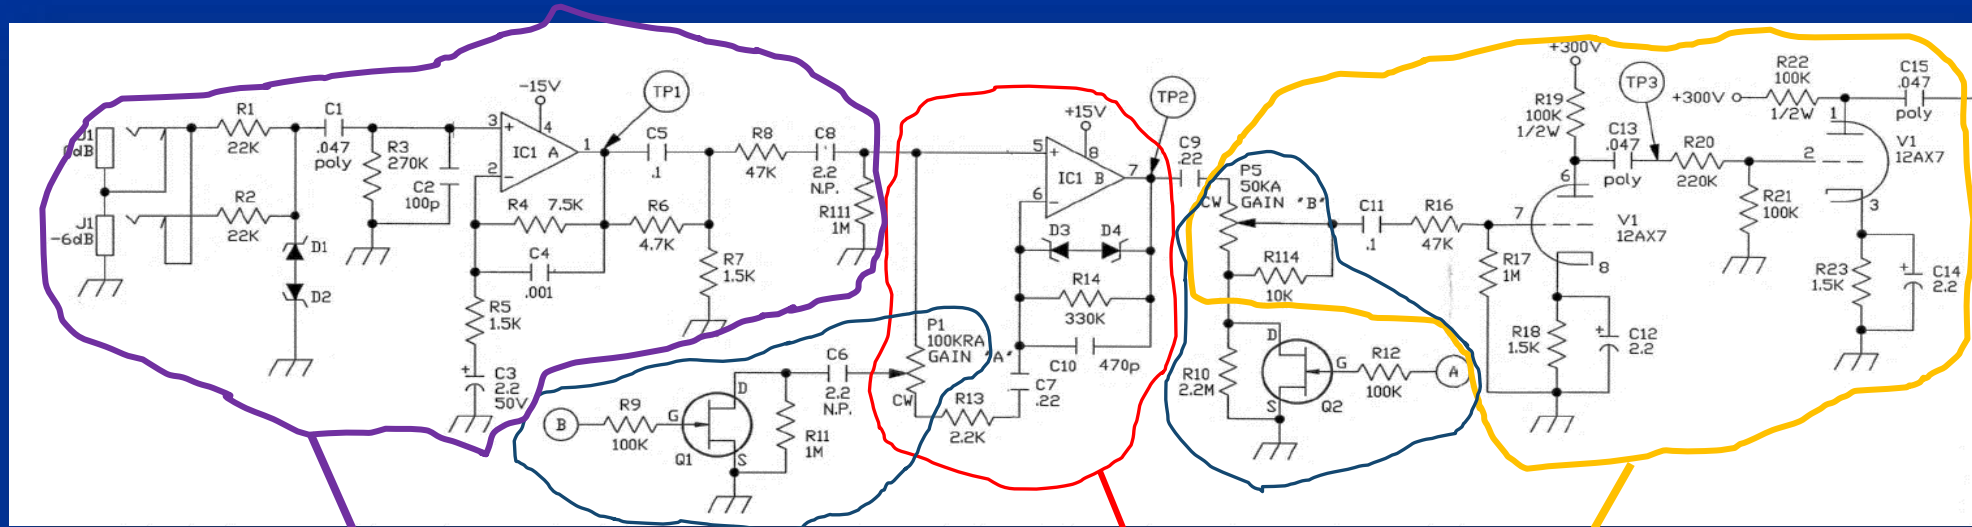 J1
0dB
J1
-6dB
R1
22K
R2
22K
D1
D2
C1
.047
poly
R3
270K
C2
100p
-15V
3
+
4
IC1 A
1
2
-
TP1
R4 7.5K
C4
.001
R5
1.5K
C3
2.2
50V
+
C5
.1
R6
4.7K
R7
1.5K
R8
47K
C8
2.2
N.P.
R111
1M
B
R9
100K
G
D
S
Q1
R11
1M
C6
2.2
N.P.
P1
100KRA
GAIN "A"
CW
R13
2.2K
+15V
5
+
8
IC1 B
7
6
-
TP2
D3
D4
R14
330K
C10
470p
C7
.22
C9
.22
P5
50KA
GAIN "B"
CW
R114
10K
R10
2.2M
D
G
S
Q2
R12
100K
A
C11
.1
R16
47K
R17
1M
+300V
R19
100K
1/2W
6
7
8
V1
12AX7
R18
1.5K
+
C12
2.2
C13
.047
poly
TP3
R20
220K
R21
100K
+300V
R22
100K
1/2W
1
2
3
V1
12AX7
C15
.047
poly
R23
1.5K
+
C14
2.2